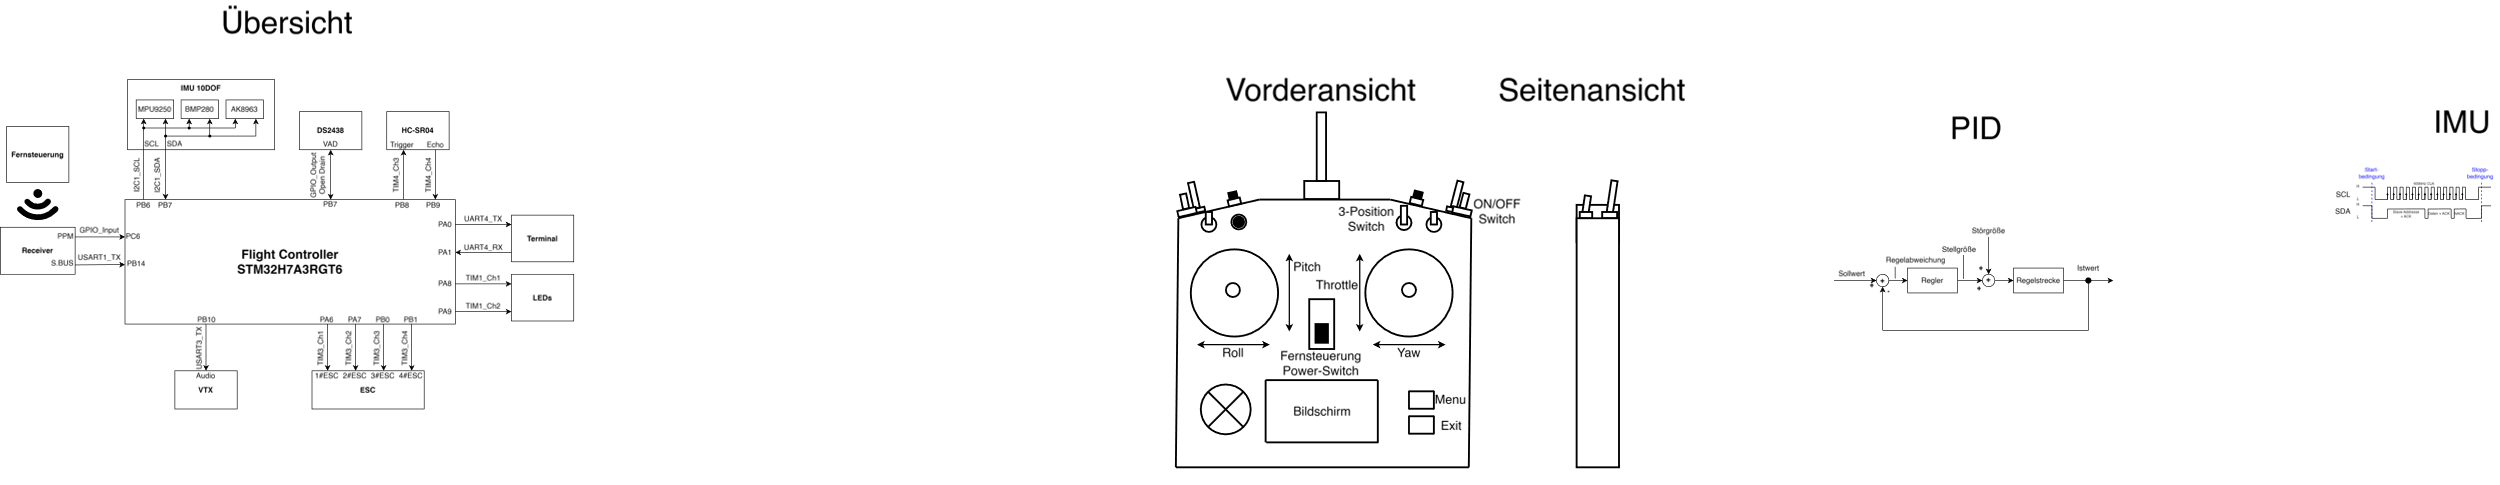 Übersicht
IMU 10DOF
MPU9250
BMP280
AK8963
SCL
SDA
DS2438
VAD
HC-SR04
Trigger
Echo
Fernsteuerung
I2C1_SCL
I2C1_SDA
GPIO_Output
Open Drain
TIM4_Ch3
TIM4_Ch4
PB6
PB7
PB7
PB8
PB9
Receiver
PPM
S.BUS
GPIO_Input
USART1_TX
PC6
PB14
Flight Controller
STM32H7A3RGT6
PA0
PA1
PA8
PA9
UART4_TX
UART4_RX
TIM1_Ch1
TIM1_Ch2
Terminal
LEDs
PB10
PA6
PA7
PB0
PB1
USART3_TX
TIM3_Ch1
TIM3_Ch2
TIM3_Ch3
TIM3_Ch4
Audio
VTX
1#ESC
2#ESC
3#ESC
4#ESC
ESC
Vorderansicht
3-Position
Switch
ON/OFF
Switch
Pitch
Throttle
Roll
Yaw
Fernsteuerung
Power-Switch
Bildschirm
Menu
Exit
Seitenansicht
PID
Störgröße
Stellgröße
Regelabweichung
Sollwert
+
+
-
Regler
+
+
+
Regelstrecke
Istwert
IMU
Start-
bedingung
Stopp-
bedingung
SCL
H
L
SDA
H
L